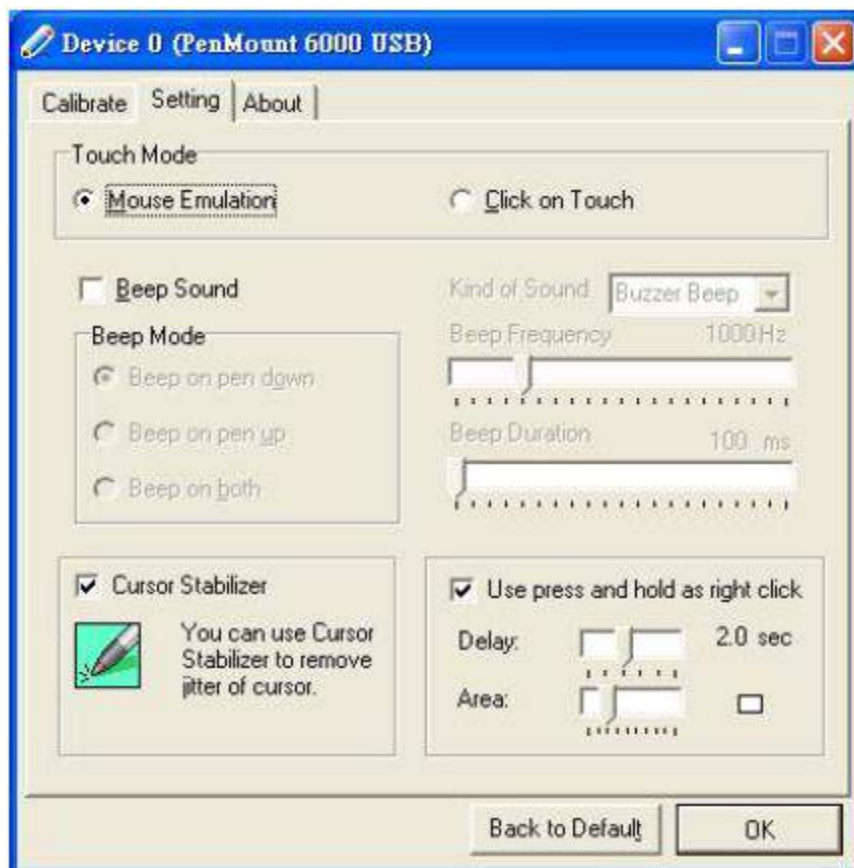 Device 0 (PenMount 6000 USB)
Calibrate Setting About
Touch Mode
Mouse Emulation Click on Touch
Beep Sound
Kind of Sound Buzzer Beep
Beep Mode
Beep on pen down
Beep on pen up
Beep on both
Beep Frequency 1000Hz
Beep Duration 100 ms
Cursor Stabilizer
You can use Cursor
Stabilizer to remove
jitter of cursor.
Use press and hold as right click
Delay: 2.0 sec
Area:
Back to Default OK